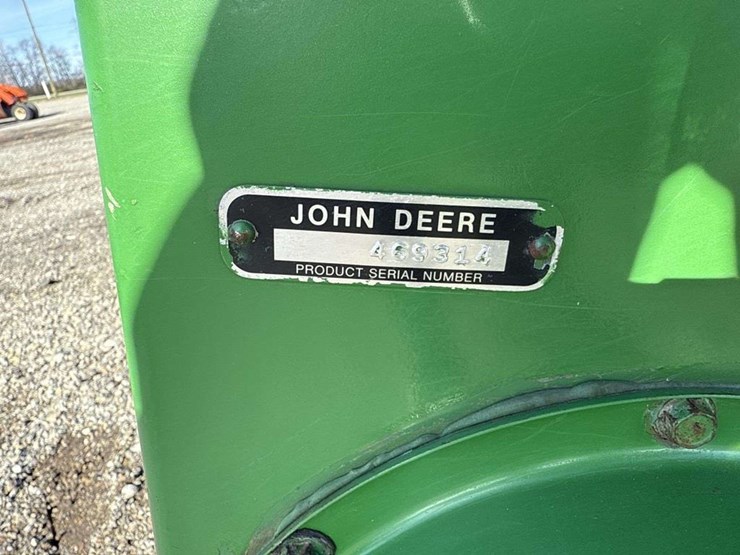 JOHN DEERE
PRODUCT SERIAL NUMBER